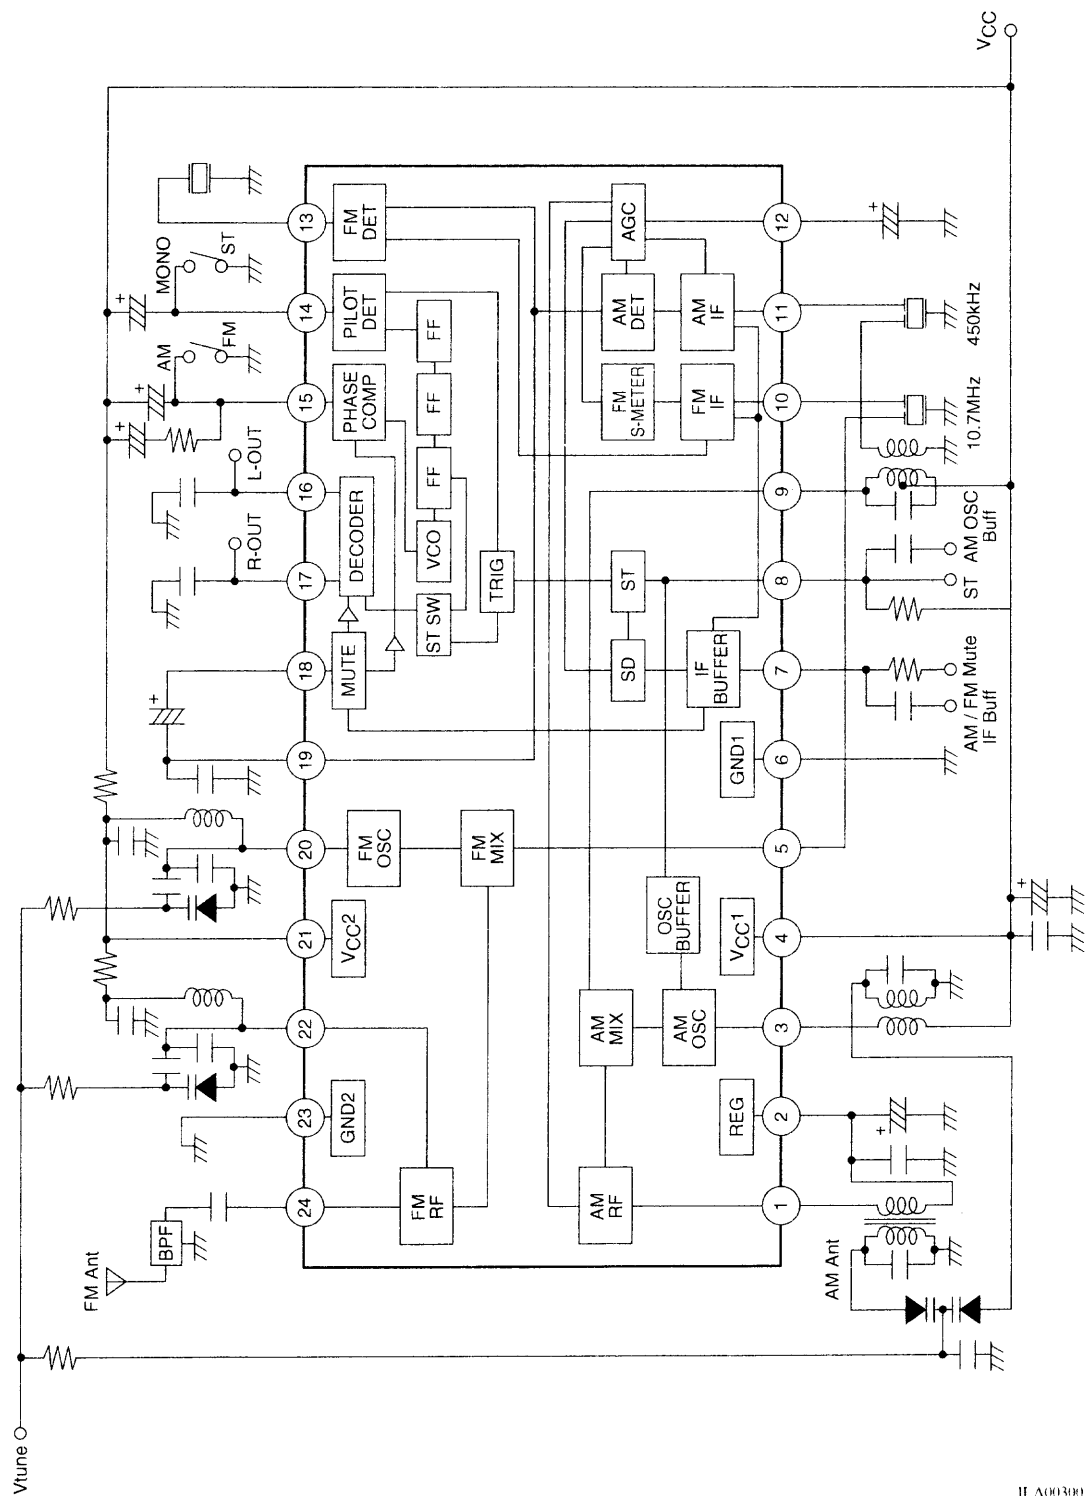 Vtune
VCC
FM Ant
BPF
R-OUT
L-OUT
AM
FM
MONO
ST
24
23
22
21
20
19
18
17
16
15
14
13
GND2
VCC2
FM
OSC
MUTE
DECODER
PHASE
COMP
PILOT
DET
FM
DET
FM
RF
FM
MIX
ST SW
VCO
FF
FF
FF
TRIG
AM
RF
AM
MIX
AM
OSC
OSC
BUFFER
SD
ST
IF
BUFFER
FM
S-METER
FM
IF
AM
DET
AM
IF
AGC
REG
VCC1
GND1
1
2
3
4
5
6
7
8
9
10
11
12
AM Ant
AM / FM Mute
IF Buff
ST
AM OSC
Buff
10.7MHz
450kHz
+
+
+
+
+
+
+